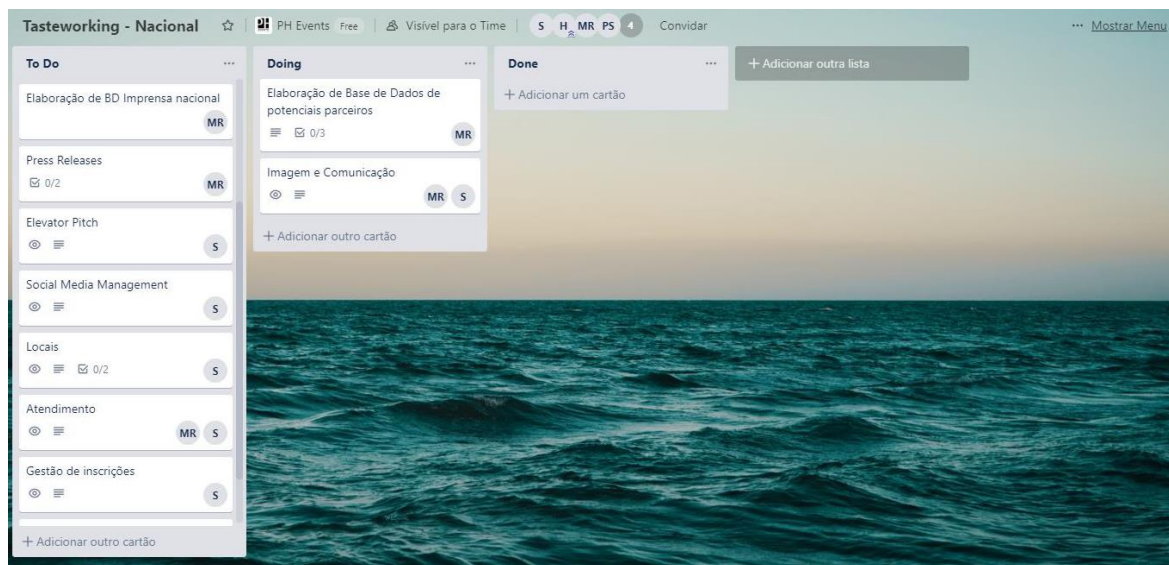 Tasteworking - Nacional
PH Events Free
Visível para o Time
S H MR PS 4
Convidar
... Mostrar Menu
To Do ...
Elaboração de BD Imprensa nacional
MR
Press Releases
0/2 MR
Elevator Pitch
S
Social Media Management
S
Locais
0/2 S
Atendimento
MR S
Gestão de inscrições
S
+ Adicionar outro cartão
Doing ...
Elaboração de Base de Dados de
potenciais parceiros
0/3 MR
Imagem e Comunicação
MR S
+ Adicionar outro cartão
Done ...
+ Adicionar um cartão
+ Adicionar outra lista